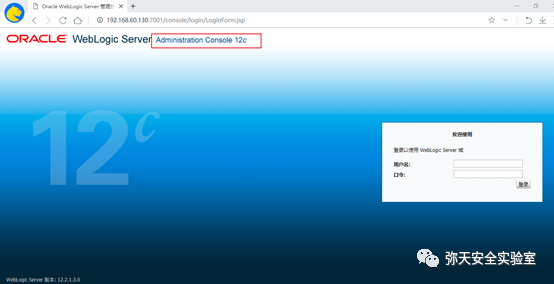 Oracle WebLogic Server 管理控
192.168.60.130:7001/console/login/LoginForm.jsp
ORACLE WebLogic Server Administration Console 12c
12c
欢迎使用
登录以使用 WebLogic Server 域
用户名:
口令:
登录
弥天安全实验室
WebLogic Server 版本: 12.2.1.3.0